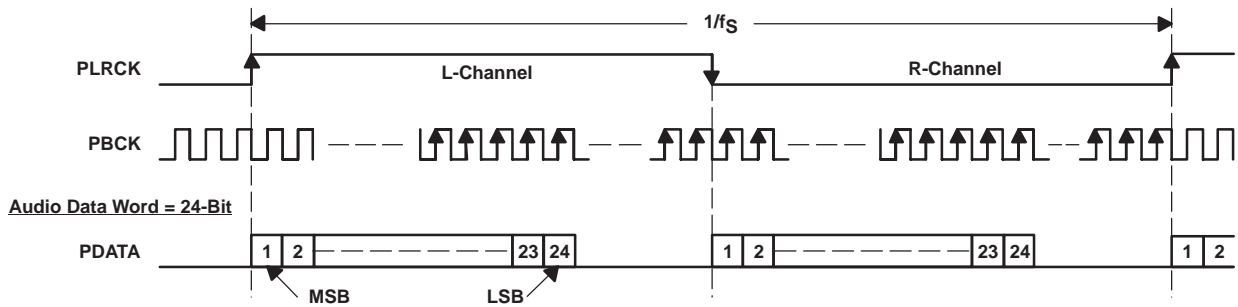 1/fS
PLRCK
L-Channel
R-Channel
PBCK
Audio Data Word = 24-Bit
PDATA
1 2 23 24 1 2 23 24 1 2
MSB LSB